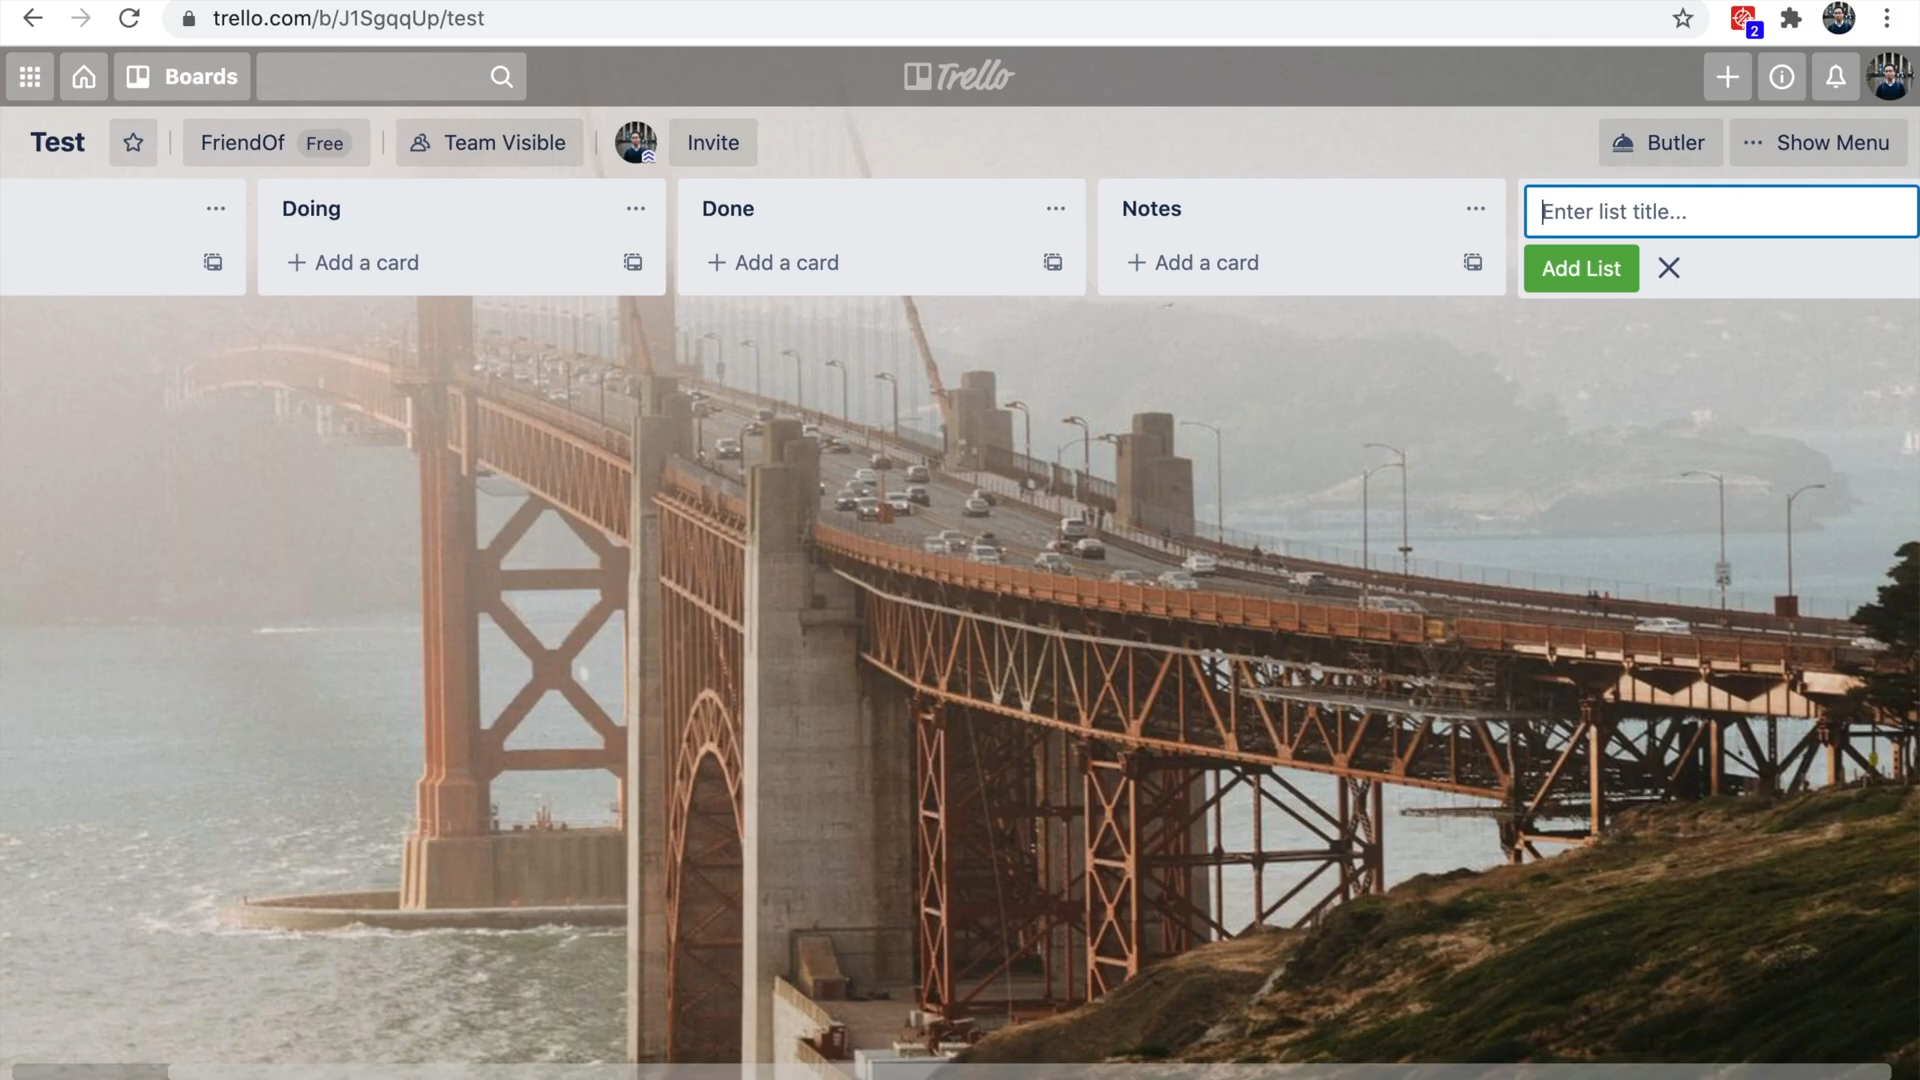 trello.com/b/J1SgqqUp/test
2
Boards
Trello
Test
FriendOf Free
Team Visible
Invite
Butler
Show Menu
Doing
Done
Notes
Enter list title...
Add a card
Add a card
Add a card
Add List